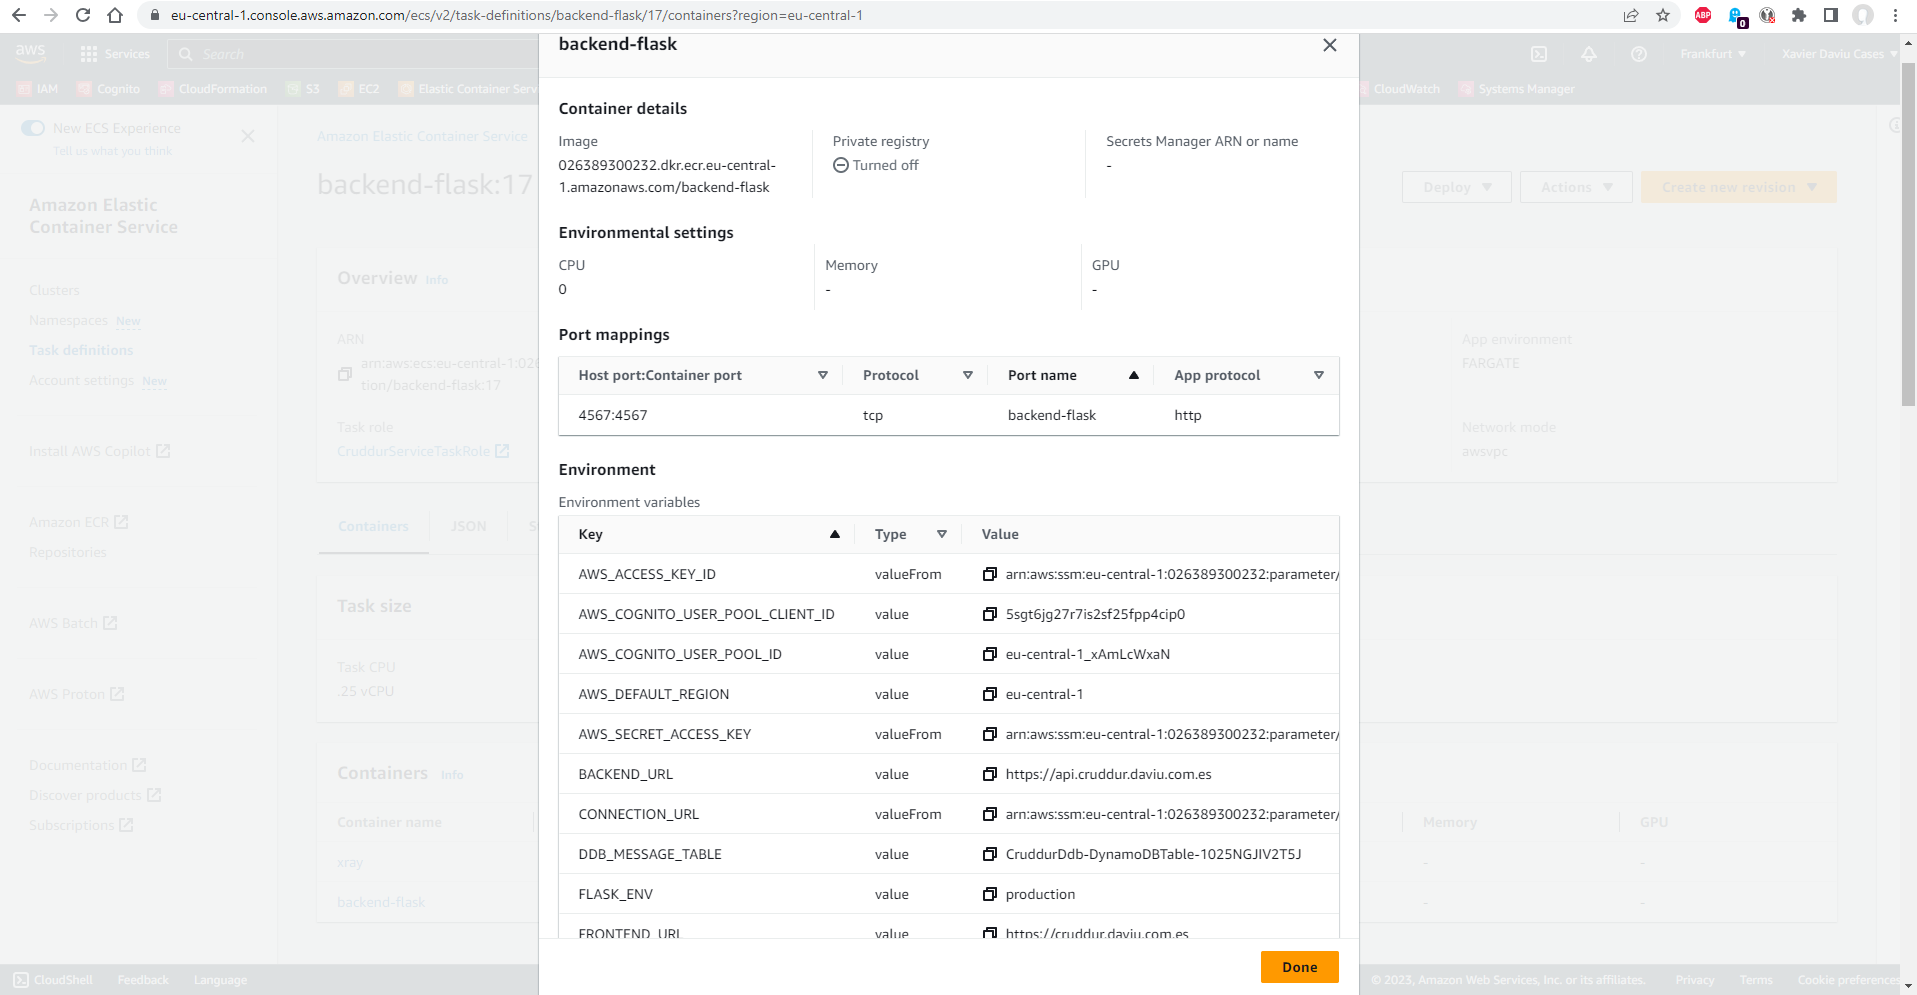 eu-central-1.console.aws.amazon.com/ecs/v2/task-definitions/backend-flask/17/containers?region=eu-central-1
ABP
0
aws
Services
Search
Frankfurt
Xavier Daviu Cases
IAM
Cognito
CloudFormation
S3
EC2
Elastic Container Serv
CloudWatch
Systems Manager
New ECS Experience
Tell us what you think
Amazon Elastic
Container Service
Clusters
Namespaces New
Task definitions
Account settings New
Install AWS Copilot
Amazon ECR
Repositories
AWS Batch
AWS Proton
Documentation
Discover products
Subscriptions
Amazon Elastic Container Service
backend-flask:17
Deploy
Actions
Create new revision
Overview Info
ARN
arn:aws:ecs:eu-central-1:026
tion/backend-flask:17
Task role
CruddurServiceTaskRole
App environment
FARGATE
Network mode
awsvpc
Containers
JSON
Task size
Task CPU
.25 vCPU
Containers Info
Container name
Memory
GPU
xray
-
-
backend-flask
-
-
backend-flask
Container details
Image
026389300232.dkr.ecr.eu-central-
1.amazonaws.com/backend-flask
Private registry
Turned off
Secrets Manager ARN or name
-
Environmental settings
CPU
0
Memory
-
GPU
-
Port mappings
Host port:Container port Protocol Port name App protocol
4567:4567 tcp backend-flask http
Environment
Environment variables
Key Type Value
AWS_ACCESS_KEY_ID valueFrom arn:aws:ssm:eu-central-1:026389300232:parameter/
AWS_COGNITO_USER_POOL_CLIENT_ID value 5sgt6jg27r7is2sf25fpp4cip0
AWS_COGNITO_USER_POOL_ID value eu-central-1_xAmLcWxaN
AWS_DEFAULT_REGION value eu-central-1
AWS_SECRET_ACCESS_KEY valueFrom arn:aws:ssm:eu-central-1:026389300232:parameter/
BACKEND_URL value https://api.cruddur.daviu.com.es
CONNECTION_URL valueFrom arn:aws:ssm:eu-central-1:026389300232:parameter/
DDB_MESSAGE_TABLE value CruddurDdb-DynamoDBTable-1025NGJIV2T5J
FLASK_ENV value production
FRONTEND_URL value https://cruddur.daviu.com.es
Done
CloudShell
Feedback
Language
© 2023, Amazon Web Services, Inc. or its affiliates.
Privacy
Terms
Cookie preferences